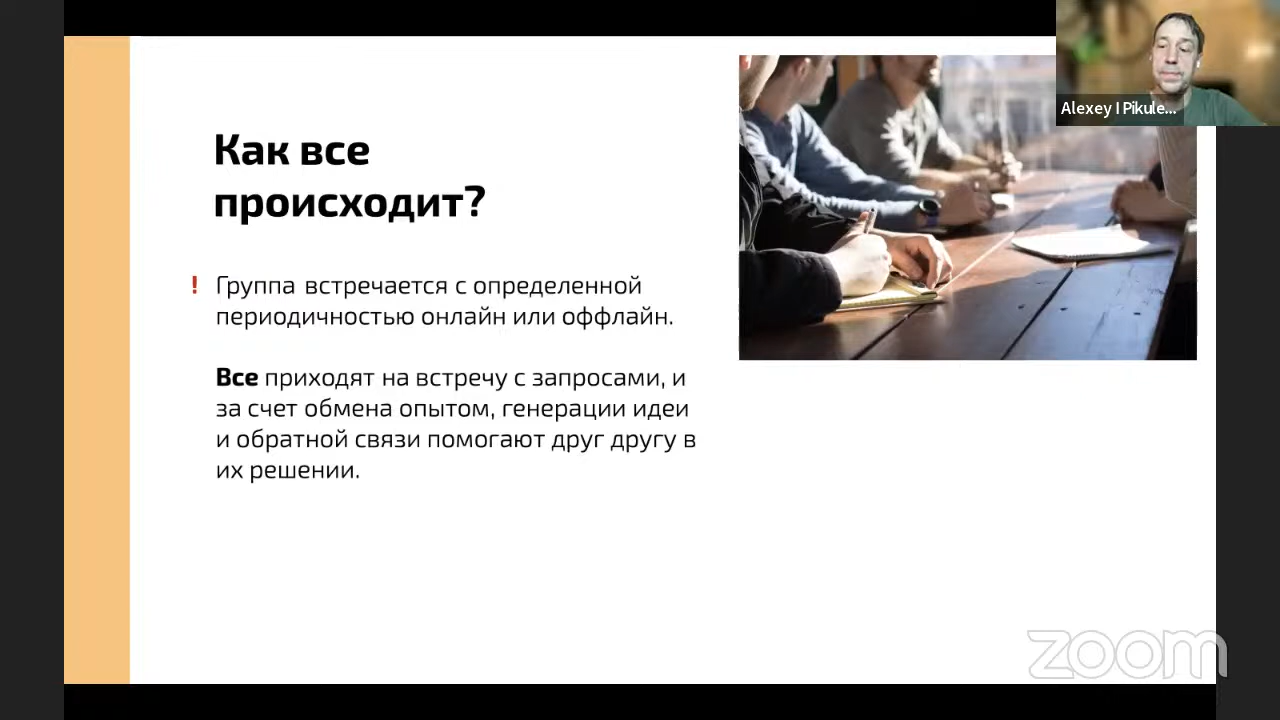 Alexey I Pikule...
Как все
происходит?
! Группа встречается с определенной
периодичностью онлайн или оффлайн.
Все приходят на встречу с запросами, и
за счет обмена опытом, генерации идеи
и обратной связи помогают друг другу в
их решении.
zoom